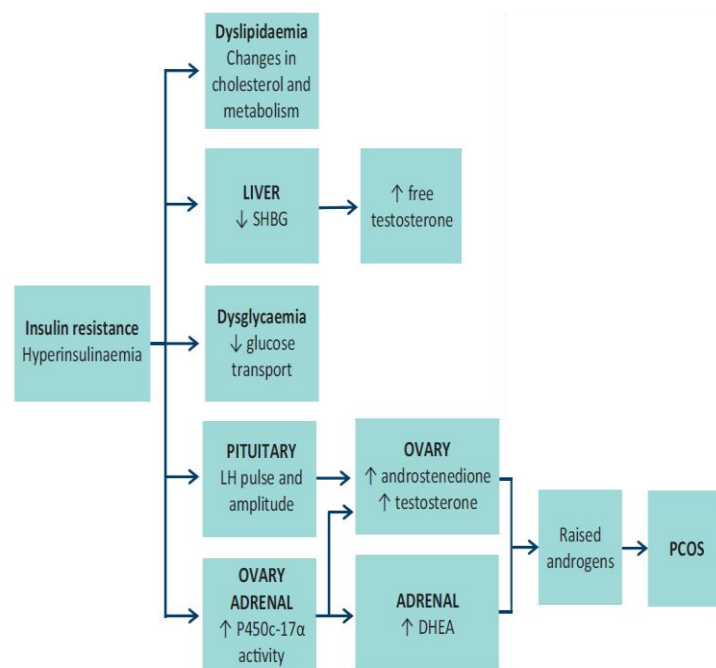 Dyslipidaemia
Changes in
cholesterol and
metabolism
LIVER
↓ SHBG
↑ free
testosterone
Insulin resistance
Hyperinsulinaemia
Dysglycaemia
↓ glucose
transport
PITUITARY
LH pulse and
amplitude
OVARY
↑ androstenedione
↑ testosterone
OVARY
ADRENAL
↑ P450c-17α
activity
ADRENAL
↑ DHEA
Raised
androgens
PCOS